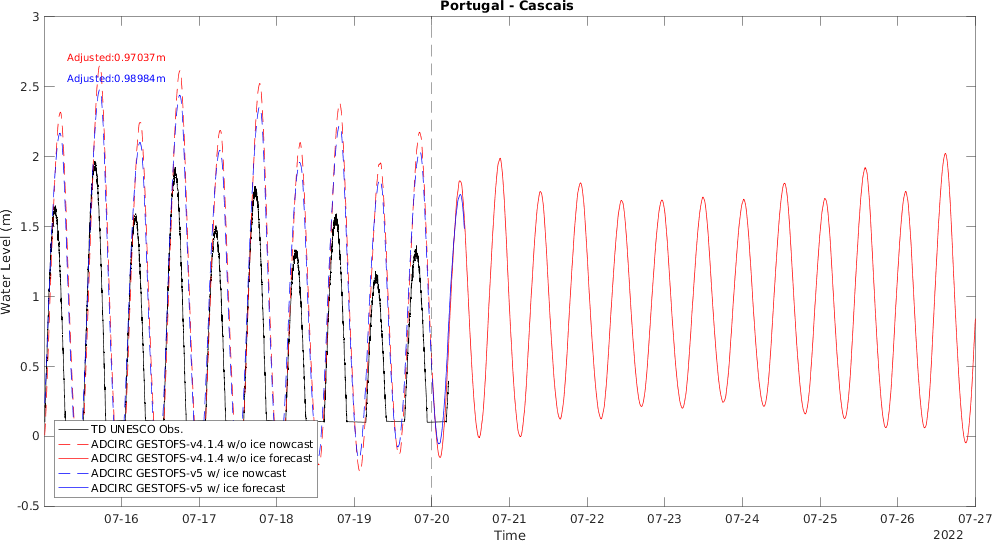 Portugal - Cascais
3
2.5
2
1.5
1
0.5
0
-0.5
Water Level (m)
Adjusted:0.97037m
Adjusted:0.98984m
TD UNESCO Obs.
ADCIRC GESTOFS-v4.1.4 w/o ice nowcast
ADCIRC GESTOFS-v4.1.4 w/o ice forecast
ADCIRC GESTOFS-v5 w/ ice nowcast
ADCIRC GESTOFS-v5 w/ ice forecast
07-16 07-17 07-18 07-19 07-20 07-21 07-22 07-23 07-24 07-25 07-26 07-27
Time
2022